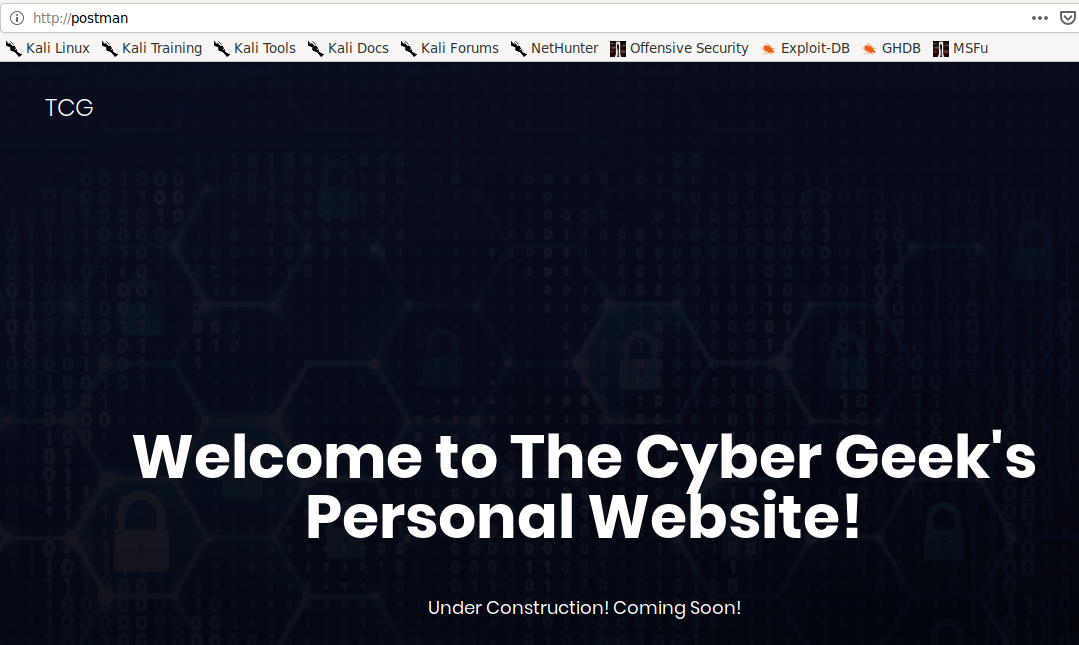 http://postman
Kali Linux Kali Training Kali Tools Kali Docs Kali Forums NetHunter Offensive Security Exploit-DB GHDB MSFu
TCG
Welcome to The Cyber Geek's
Personal Website!
Under Construction! Coming Soon!